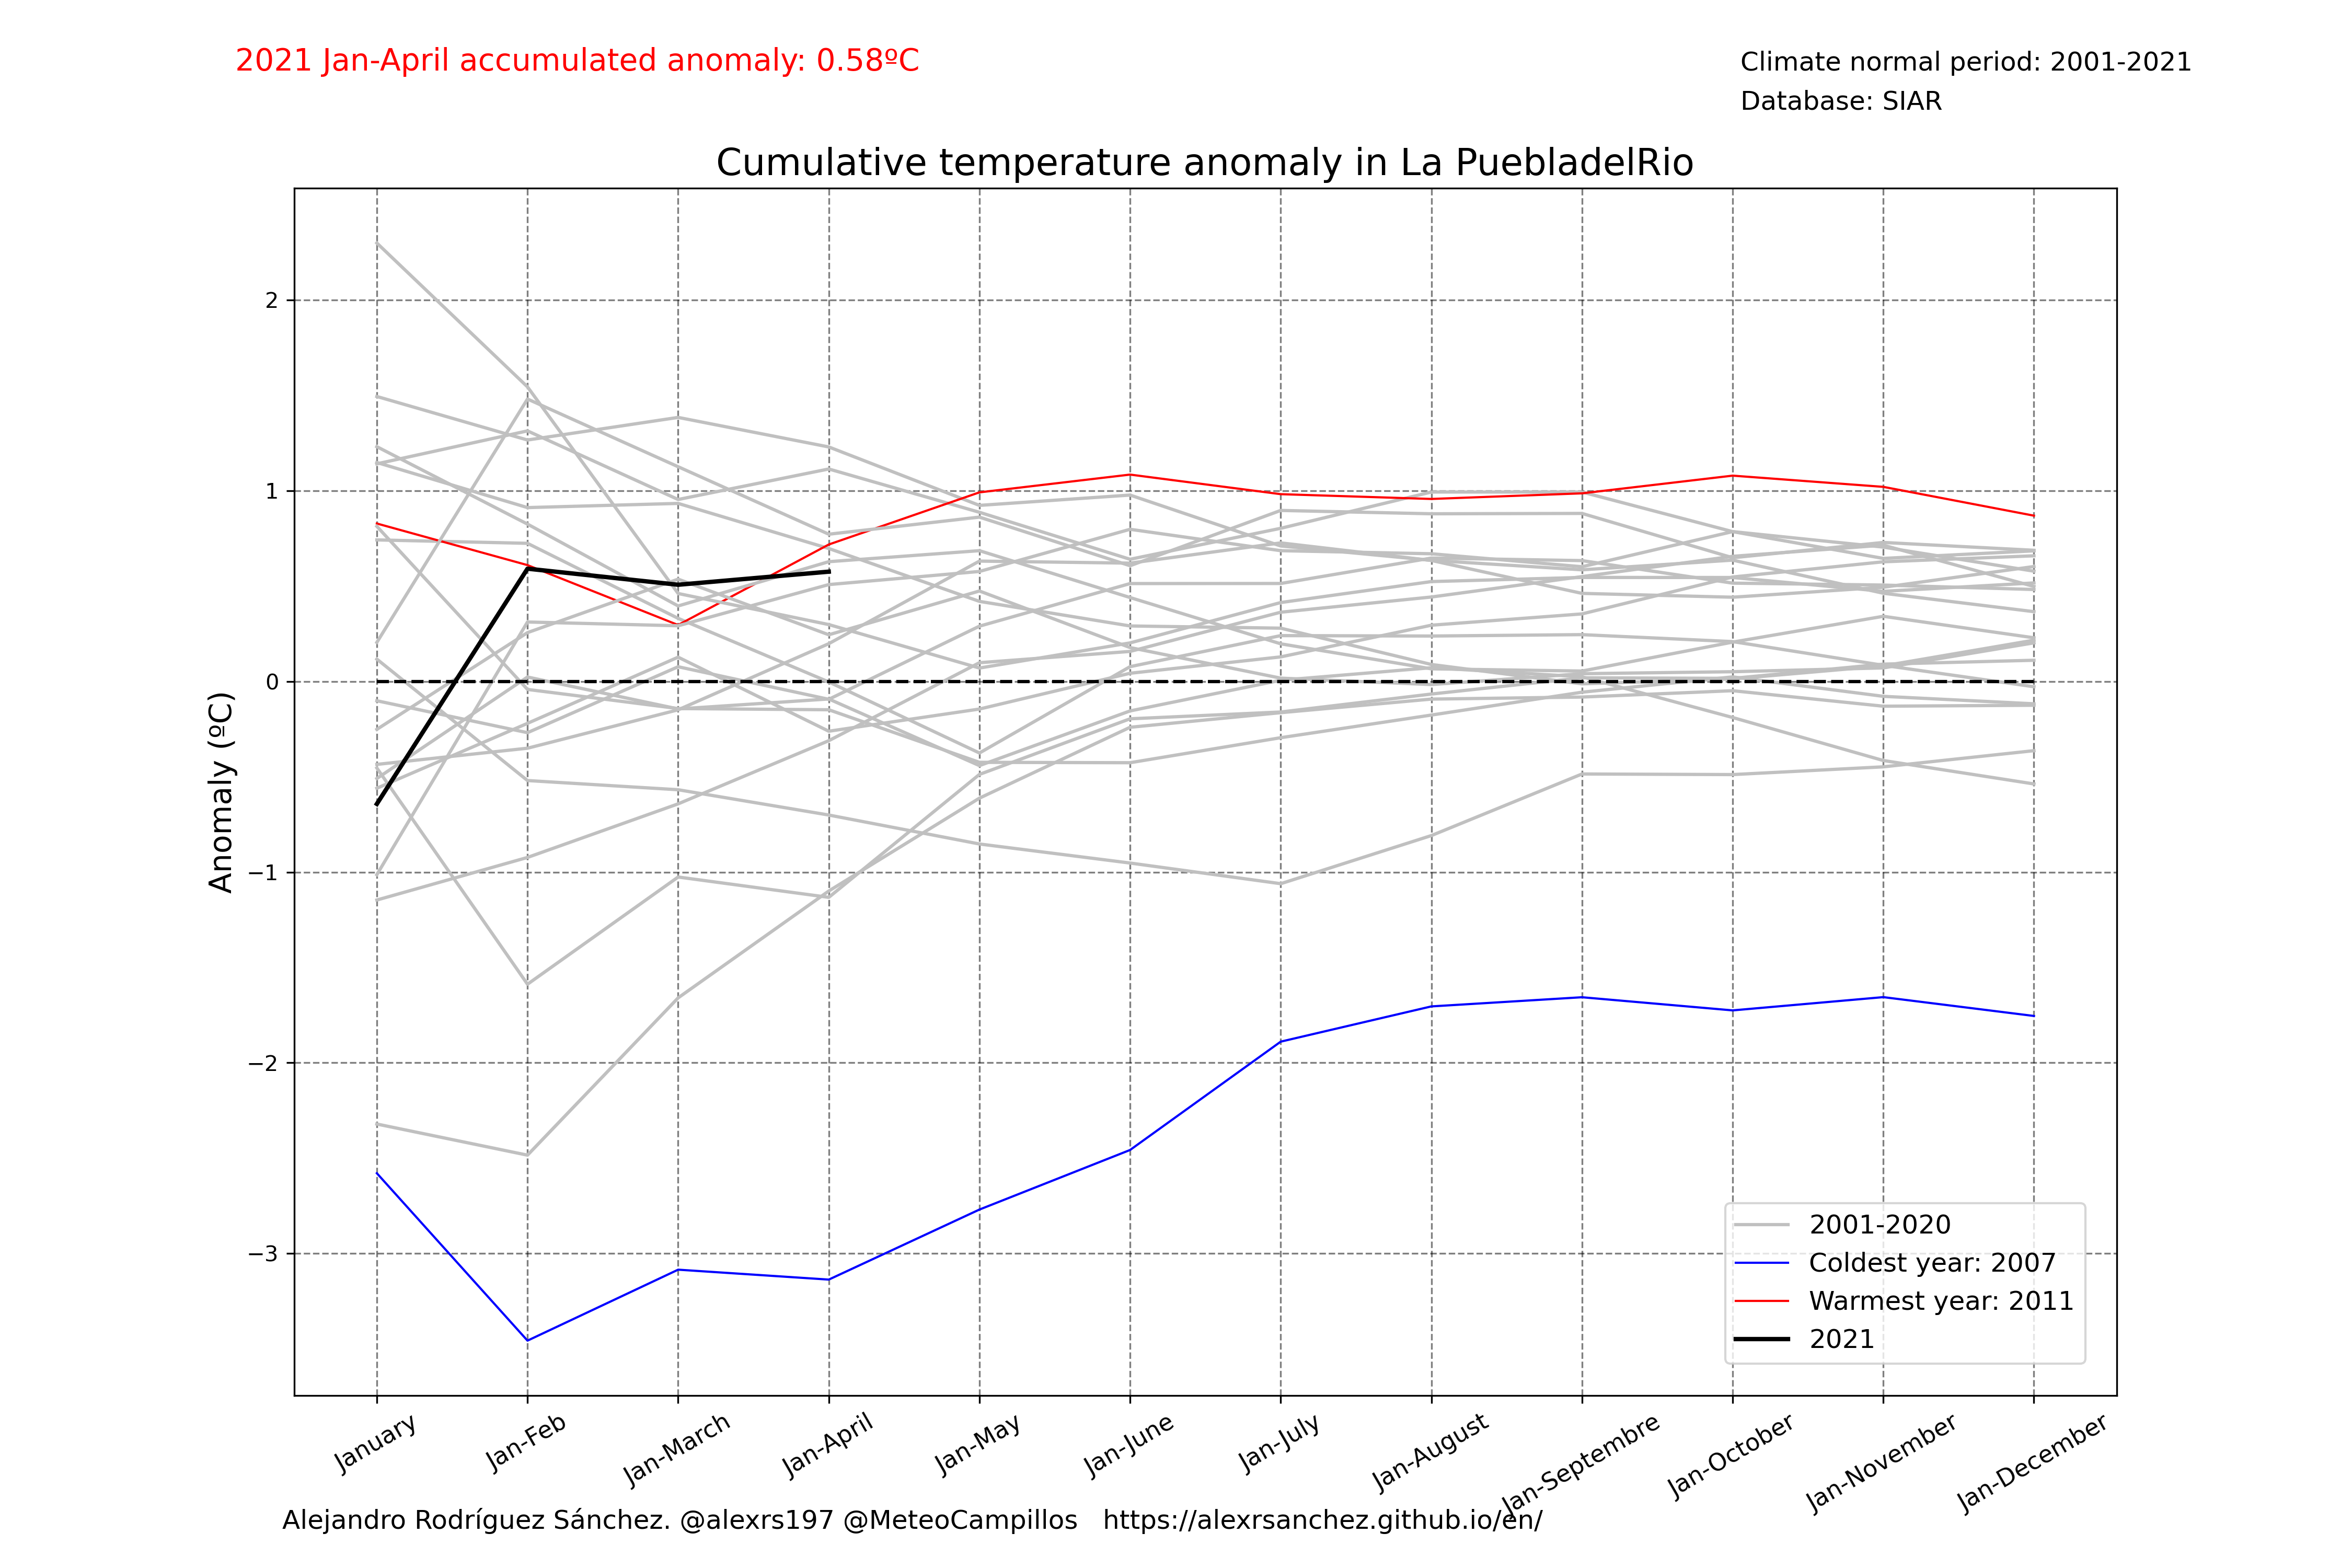 2021 Jan-April accumulated anomaly: 0.58ºC
Climate normal period: 2001-2021
Database: SIAR
Cumulative temperature anomaly in La PuebladelRio
Anomaly (ºC)
2
1
0
−1
−2
−3
2001-2020
Coldest year: 2007
Warmest year: 2011
2021
January
Jan-Feb
Jan-March
Jan-April
Jan-May
Jan-June
Jan-July
Jan-August
Jan-Septembre
Jan-October
Jan-November
Jan-December
Alejandro Rodríguez Sánchez. @alexrs197 @MeteoCampillos   https://alexrsanchez.github.io/en/